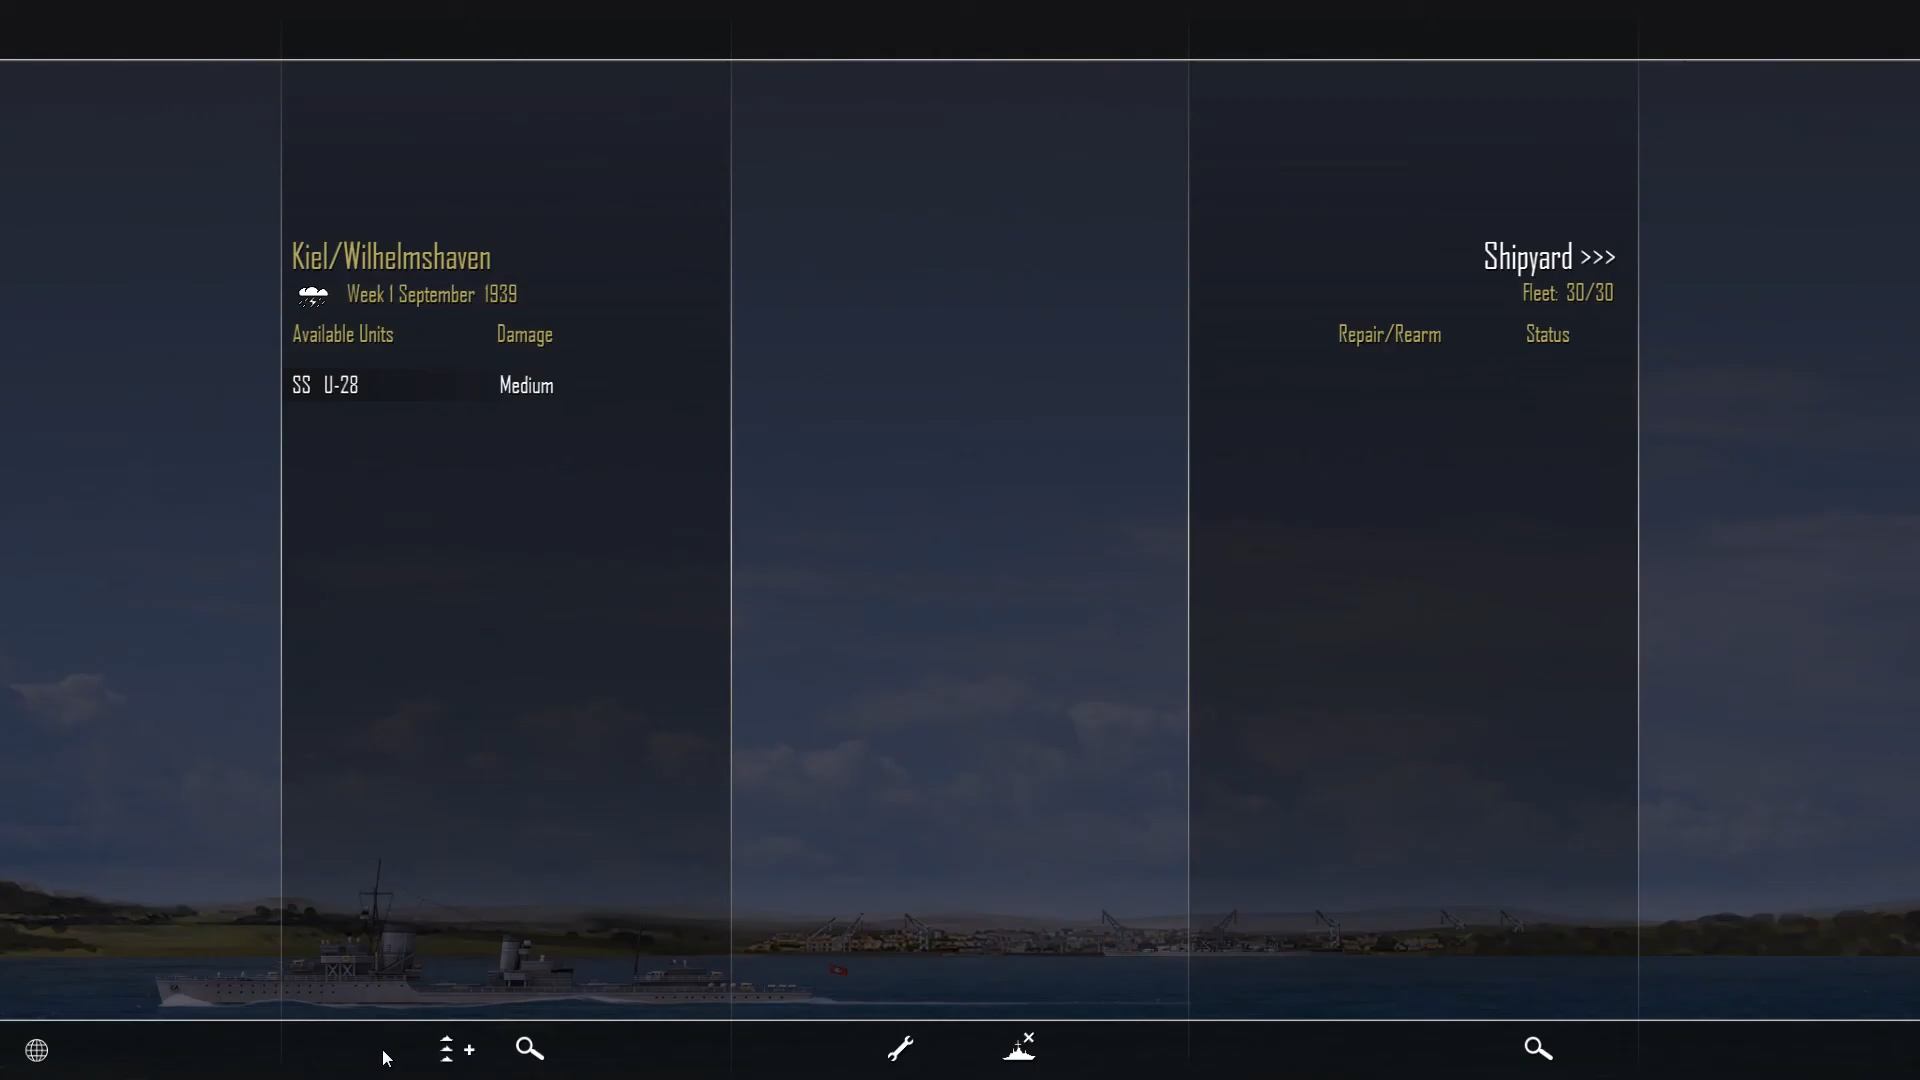 Kiel/Wilhelmshaven
Week 1 September 1939
Available Units Damage
SS U-28 Medium
Shipyard >>>
Fleet: 30/30
Repair/Rearm Status